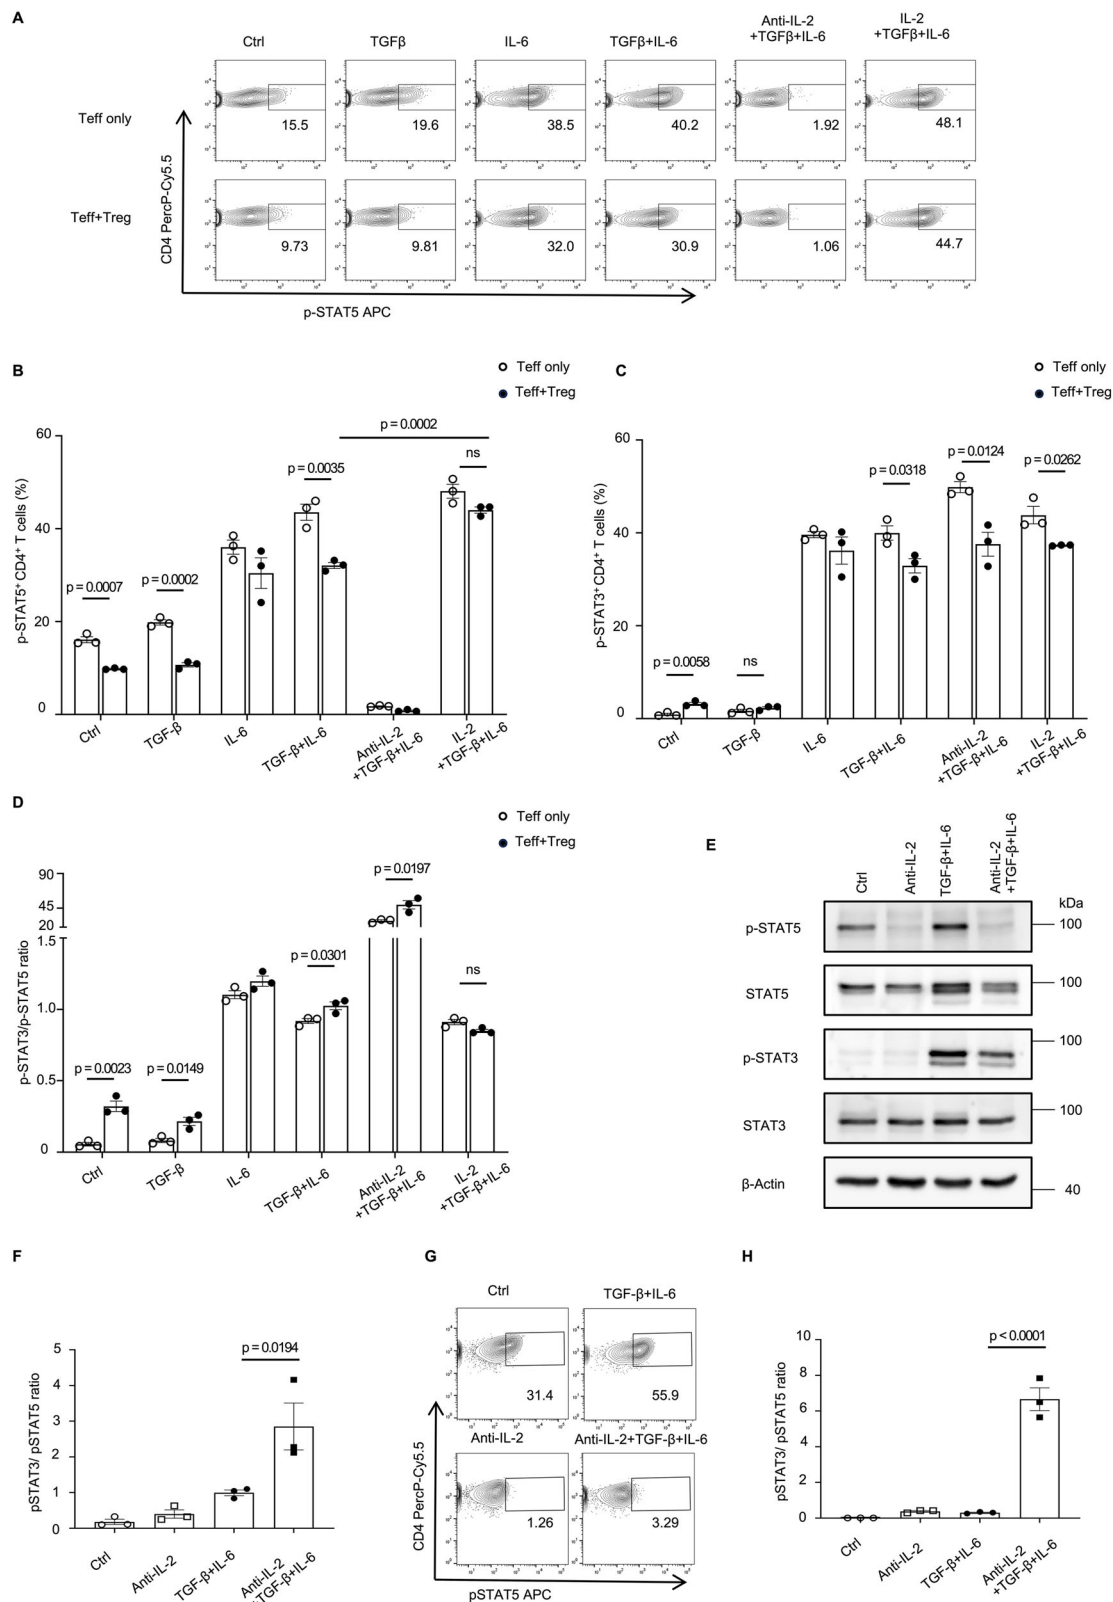 A
Ctrl
TGFβ
IL-6
TGFβ+IL-6
Anti-IL-2
+TGFβ+IL-6
IL-2
+TGFβ+IL-6
Teff only
15.5
19.6
38.5
40.2
1.92
48.1
Teff+Treg
9.73
9.81
32.0
30.9
1.06
44.7
CD4 PercP-Cy5.5
p-STAT5 APC
B
Teff only
Teff+Treg
p-STAT5⁺ CD4⁺ T cells (%)
60
40
20
0
p = 0.0007
p = 0.0002
p = 0.0035
p = 0.0002
ns
Ctrl
TGF-β
IL-6
TGF-β+IL-6
Anti-IL-2
+TGF-β+IL-6
IL-2
+TGF-β+IL-6
C
Teff only
Teff+Treg
p-STAT3⁺ CD4⁺ T cells (%)
60
40
20
0
p = 0.0058
ns
p = 0.0318
p = 0.0124
p = 0.0262
Ctrl
TGF-β
IL-6
TGF-β+IL-6
Anti-IL-2
+TGF-β+IL-6
IL-2
+TGF-β+IL-6
D
Teff only
Teff+Treg
p-STAT3/p-STAT5 ratio
90
45
20
1.5
1.0
0.5
0
p = 0.0023
p = 0.0149
p = 0.0301
p = 0.0197
ns
Ctrl
TGF-β
IL-6
TGF-β+IL-6
Anti-IL-2
+TGF-β+IL-6
IL-2
+TGF-β+IL-6
E
Ctrl
Anti-IL-2
TGF-β+IL-6
Anti-IL-2
+TGF-β+IL-6
kDa
p-STAT5
100
STAT5
100
p-STAT3
100
STAT3
100
β-Actin
40
F
pSTAT3/ pSTAT5 ratio
5
4
3
2
1
0
p = 0.0194
Ctrl
Anti-IL-2
TGF-β+IL-6
Anti-IL-2
+TGF-β+IL-6
G
Ctrl
TGF-β+IL-6
31.4
55.9
Anti-IL-2
Anti-IL-2+TGF-β+IL-6
1.26
3.29
CD4 PercP-Cy5.5
pSTAT5 APC
H
pSTAT3/ pSTAT5 ratio
10
8
6
4
2
0
p < 0.0001
Ctrl
Anti-IL-2
TGF-β+IL-6
Anti-IL-2
+TGF-β+IL-6